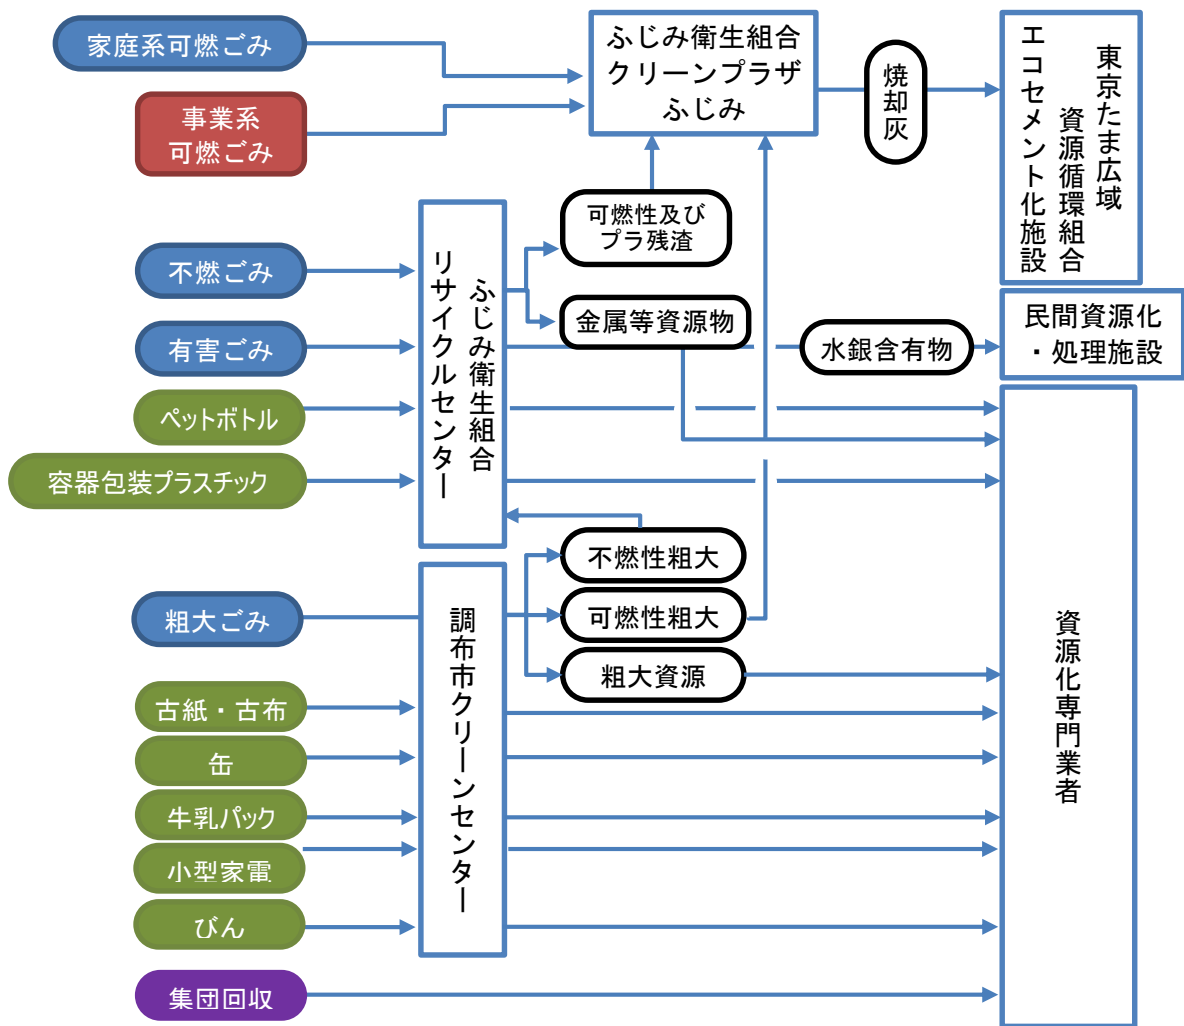 家庭系可燃ごみ
事業系
可燃ごみ
ふじみ衛生組合
クリーンプラザ
ふじみ
焼却灰
東京たま広域
資源循環組合
エコセメント化施設
可燃性及び
プラ残渣
不燃ごみ
ふじみ衛生組合
リサイクルセンター
金属等資源物
有害ごみ
水銀含有物
民間資源化
・処理施設
ペットボトル
容器包装プラスチック
不燃性粗大
粗大ごみ
調布市クリーンセンター
可燃性粗大
粗大資源
資源化専門業者
古紙・古布
缶
牛乳パック
小型家電
びん
集団回収